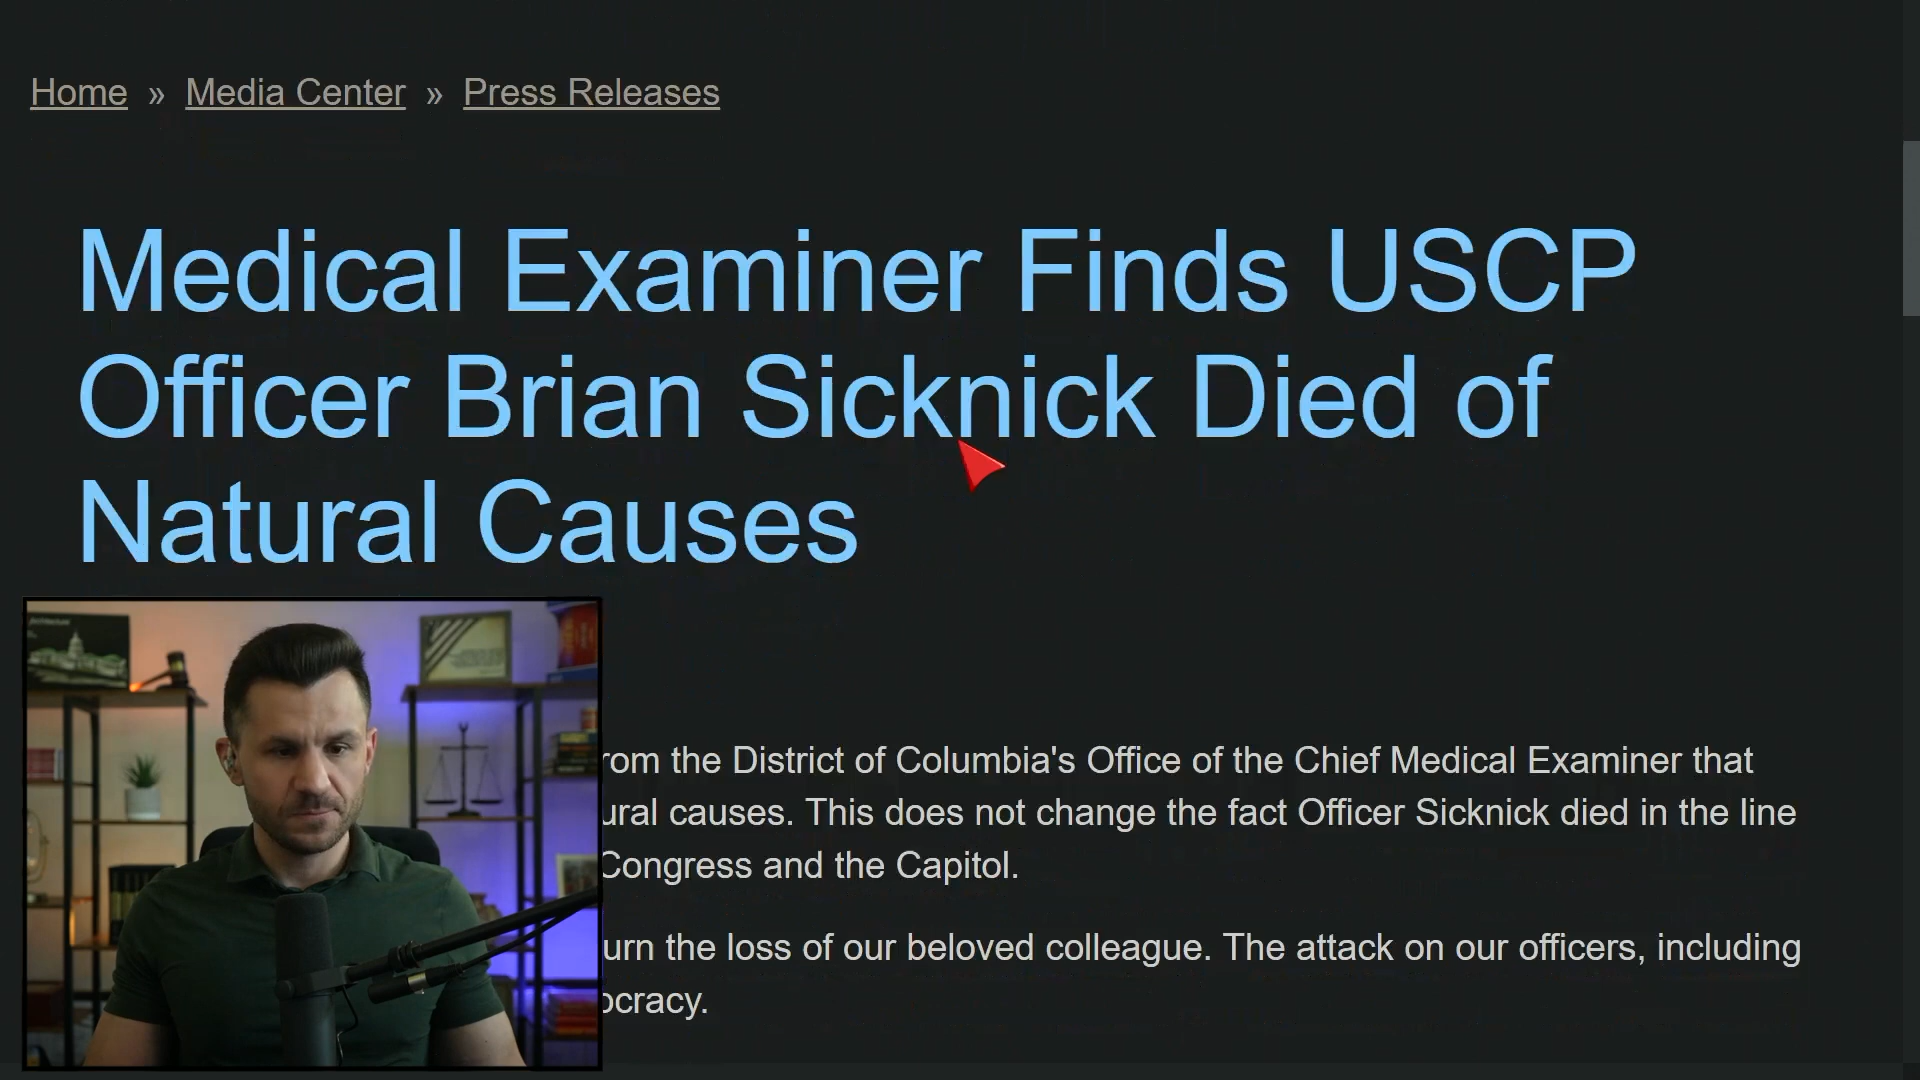 Home » Media Center » Press Releases
Medical Examiner Finds USCP
Officer Brian Sicknick Died of
Natural Causes
rom the District of Columbia's Office of the Chief Medical Examiner that
ural causes. This does not change the fact Officer Sicknick died in the line
Congress and the Capitol.
urn the loss of our beloved colleague. The attack on our officers, including
ocracy.